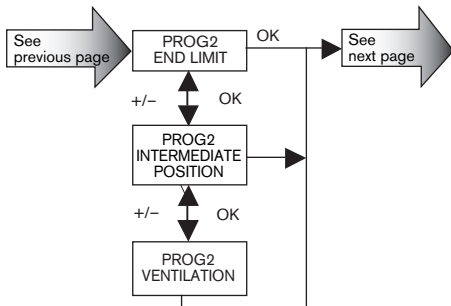 See
previous page
PROG2
END LIMIT
OK
See
next page
+/–
OK
PROG2
INTERMEDIATE
POSITION
+/–
OK
PROG2
VENTILATION